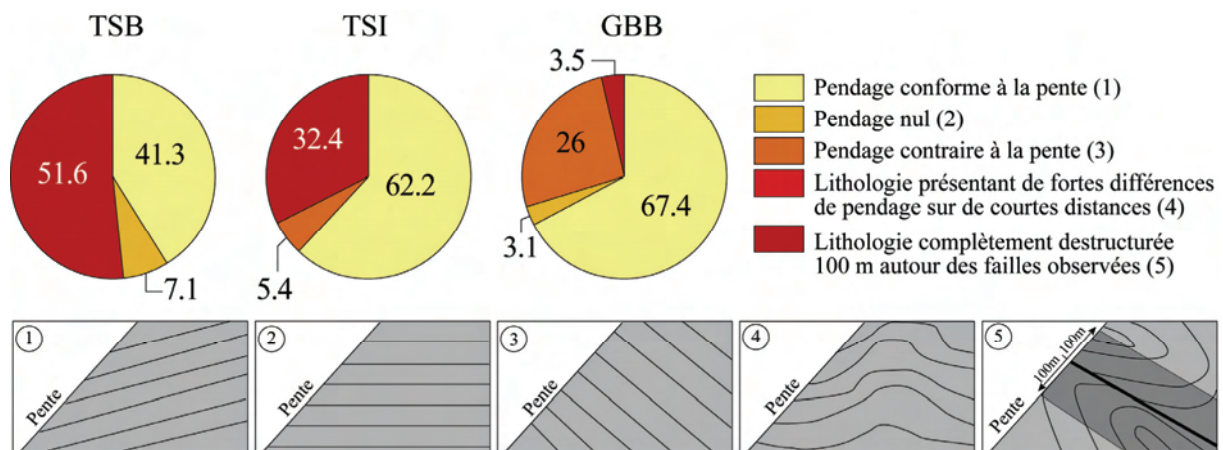 TSB
TSI
GBB
51.6
41.3
7.1
32.4
62.2
5.4
3.5
26
67.4
3.1
Pendage conforme à la pente (1)
Pendage nul (2)
Pendage contraire à la pente (3)
Lithologie présentant de fortes différences
de pendage sur de courtes distances (4)
Lithologie complètement destructurée
100 m autour des failles observées (5)
1
Pente
2
Pente
3
Pente
4
Pente
5
Pente
100m
100m